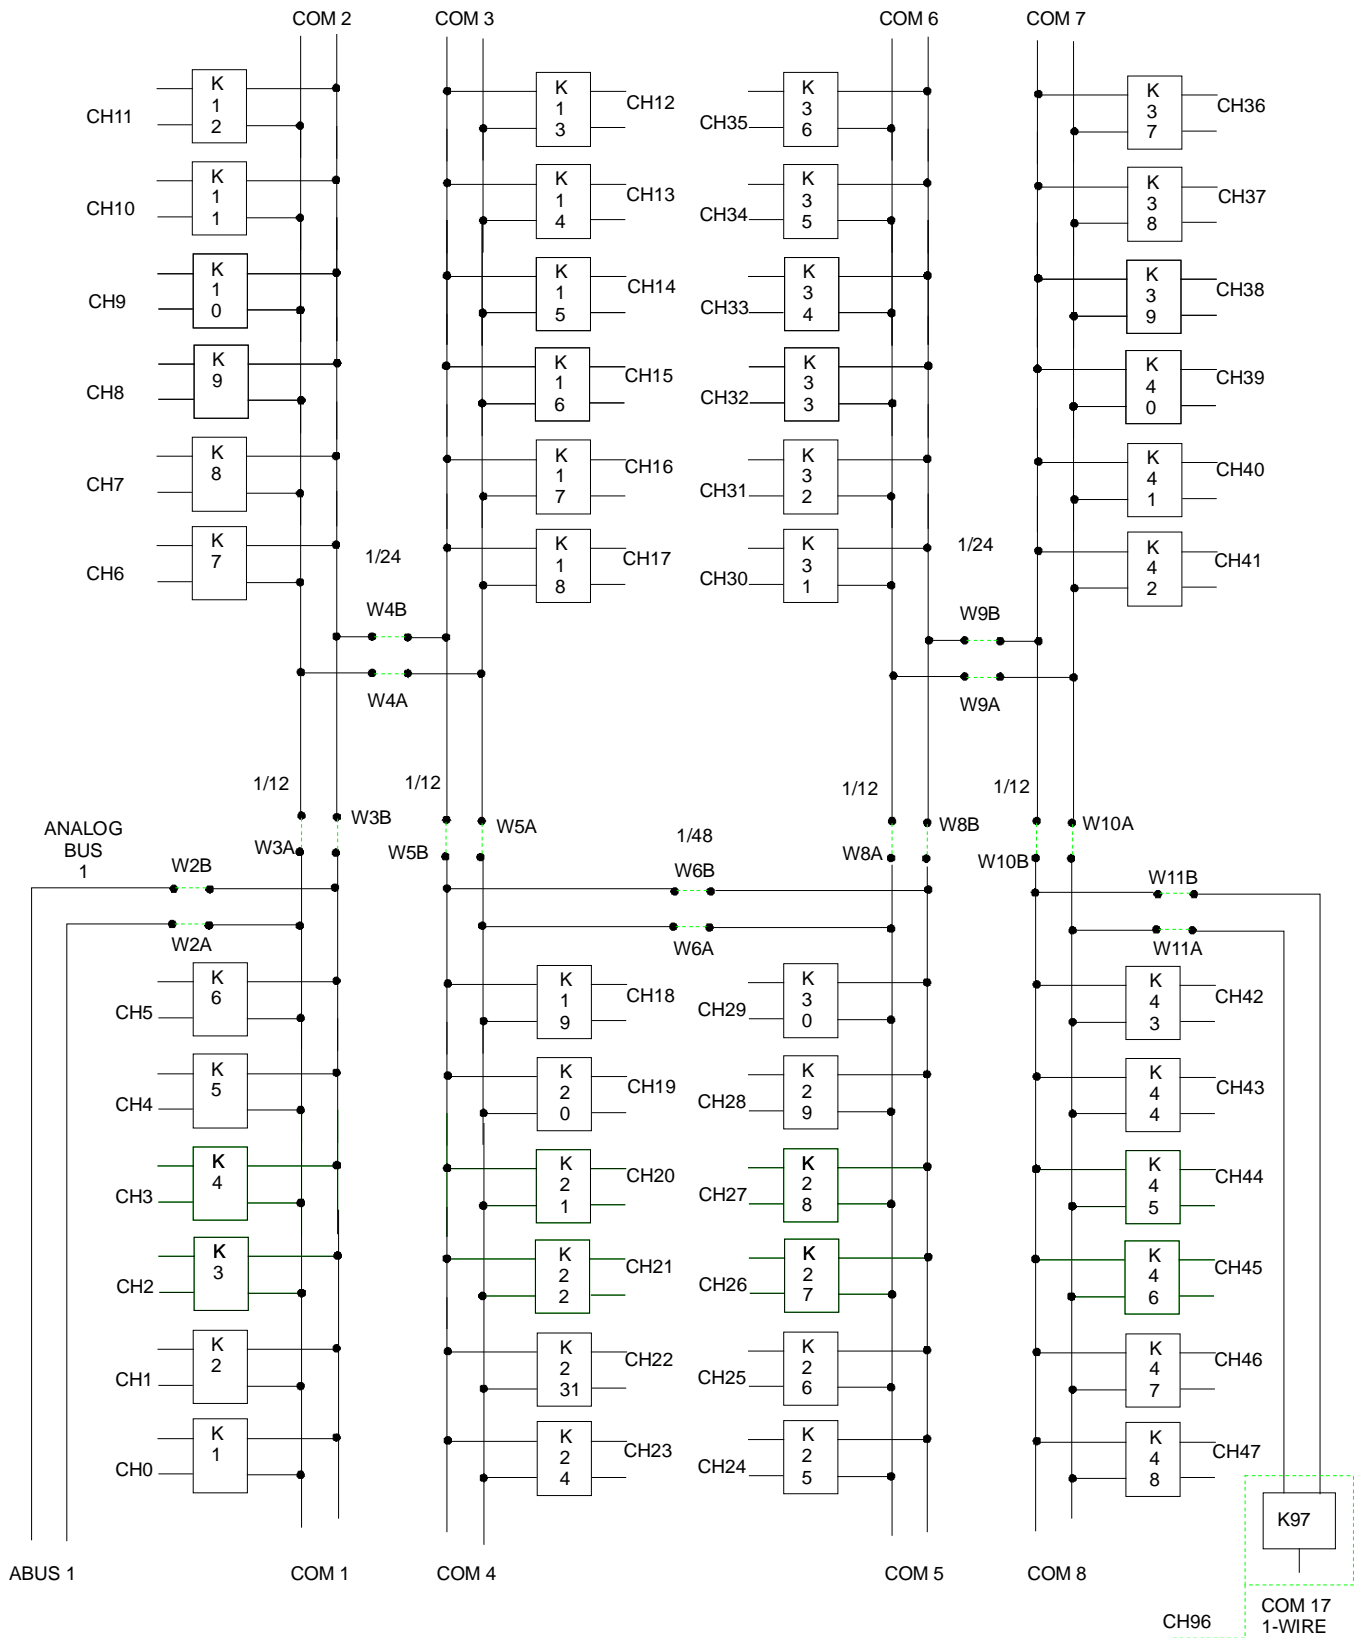 COM 2
COM 3
COM 6
COM 7
K
1
2
CH11
K
1
3
CH12
K
3
6
CH35
K
3
7
CH36
K
1
1
CH10
K
1
4
CH13
K
3
5
CH34
K
3
8
CH37
K
1
0
CH9
K
1
5
CH14
K
3
4
CH33
K
3
9
CH38
K
9
CH8
K
1
6
CH15
K
3
3
CH32
K
4
0
CH39
K
8
CH7
K
1
7
CH16
K
3
2
CH31
K
4
1
CH40
K
7
CH6
1/24
K
1
8
CH17
K
3
1
CH30
1/24
K
4
2
CH41
W4B
W9B
W4A
W9A
1/12
1/12
1/12
1/12
W3B
W5A
W8B
W10A
ANALOG
BUS
1
W3A
W5B
1/48
W8A
W10B
W2B
W6B
W11B
W2A
W6A
W11A
K
6
CH5
K
1
9
CH18
K
3
0
CH29
K
4
3
CH42
K
5
CH4
K
2
0
CH19
K
2
9
CH28
K
4
4
CH43
K
4
CH3
K
2
1
CH20
K
2
8
CH27
K
4
5
CH44
K
3
CH2
K
2
2
CH21
K
2
7
CH26
K
4
6
CH45
K
2
CH1
K
2
31
CH22
K
2
6
CH25
K
4
7
CH46
K
1
CH0
K
2
4
CH23
K
2
5
CH24
K
4
8
CH47
K97
ABUS 1
COM 1
COM 4
COM 5
COM 8
COM 17
1-WIRE
CH96